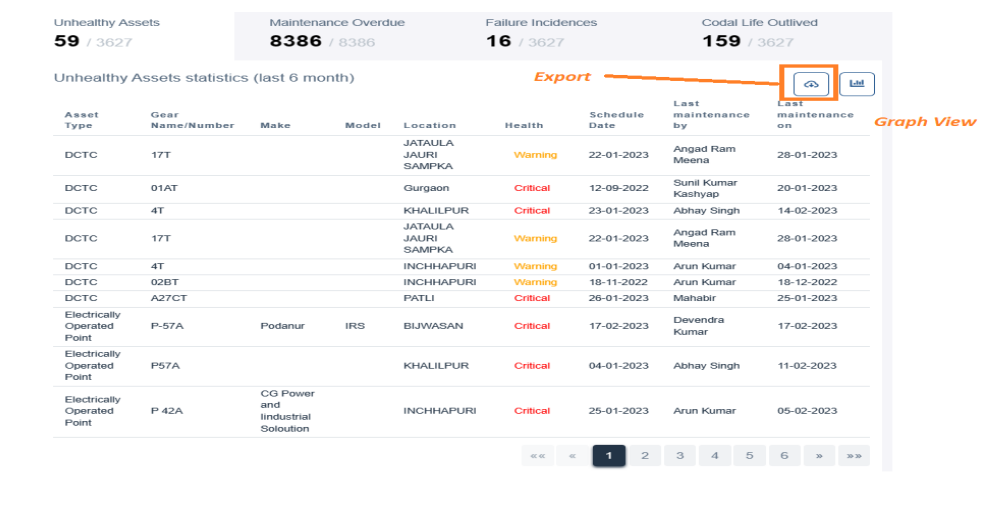 Unhealthy Assets
Maintenance Overdue
Failure Incidences
Codal Life Outlived
59 / 3627
8386 / 8386
16 / 3627
159 / 3627
Unhealthy Assets statistics (last 6 month)
Export
Graph View
Asset Type Gear Name/Number Make Model Location Health Schedule Date Last maintenance by Last maintenance on
DCTC 17T JATAULA JAURI SAMPKA Warning 22-01-2023 Angad Ram Meena 28-01-2023
DCTC 01AT Gurgaon Critical 12-09-2022 Sunil Kumar Kashyap 20-01-2023
DCTC 4T KHALILPUR Critical 23-01-2023 Abhay Singh 14-02-2023
DCTC 17T JATAULA JAURI SAMPKA Warning 22-01-2023 Angad Ram Meena 28-01-2023
DCTC 4T INCHHAPURI Warning 01-01-2023 Arun Kumar 04-01-2023
DCTC 02BT INCHHAPURI Warning 18-11-2022 Arun Kumar 18-12-2022
DCTC A27CT PATLI Critical 26-01-2023 Mahabir 25-01-2023
Electrically Operated Point P-57A Podanur IRS BIJWASAN Critical 17-02-2023 Devendra Kumar 17-02-2023
Electrically Operated Point P57A KHALILPUR Critical 04-01-2023 Abhay Singh 11-02-2023
Electrically Operated Point P 42A CG Power and Iindustrial Soloution INCHHAPURI Critical 25-01-2023 Arun Kumar 05-02-2023
«« « 1 2 3 4 5 6 » »»